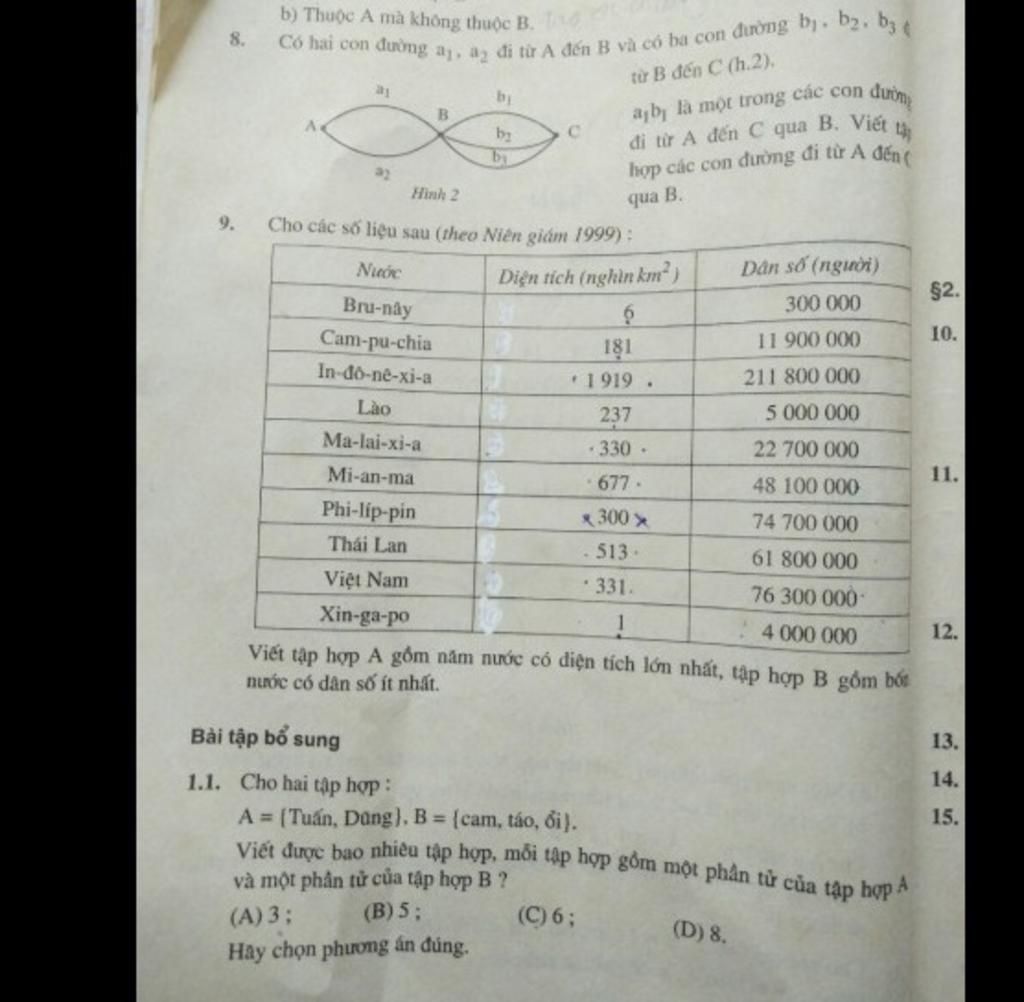 b) Thuộc A mà không thuộc B.
8. Có hai con đường a₁, a₂ đi từ A đến B và có ba con đường b₁, b₂, b₃
từ B đến C (h.2).
a₁b₁ là một trong các con đường
đi từ A đến C qua B. Viết tập
hợp các con đường đi từ A đến C
qua B.
a₁
b₁
A
B
b₂
C
b₃
a₂
Hình 2
9. Cho các số liệu sau (theo Niên giám 1999) :
Nước Diện tích (nghìn km²) Dân số (người)
Bru-nây 6 300 000
Cam-pu-chia 181 11 900 000
In-đô-nê-xi-a 1 919 211 800 000
Lào 237 5 000 000
Ma-lai-xi-a 330 22 700 000
Mi-an-ma 677 48 100 000
Phi-líp-pin 300 74 700 000
Thái Lan 513 61 800 000
Việt Nam 331 76 300 000
Xin-ga-po 1 4 000 000
Viết tập hợp A gồm năm nước có diện tích lớn nhất, tập hợp B gồm bốn
nước có dân số ít nhất.
Bài tập bổ sung
1.1. Cho hai tập hợp :
A = {Tuấn, Dũng}, B = {cam, táo, ổi}.
Viết được bao nhiêu tập hợp, mỗi tập hợp gồm một phần tử của tập hợp A
và một phần tử của tập hợp B ?
(A) 3 ; (B) 5 ; (C) 6 ; (D) 8.
Hãy chọn phương án đúng.
§2.
10.
11.
12.
13.
14.
15.